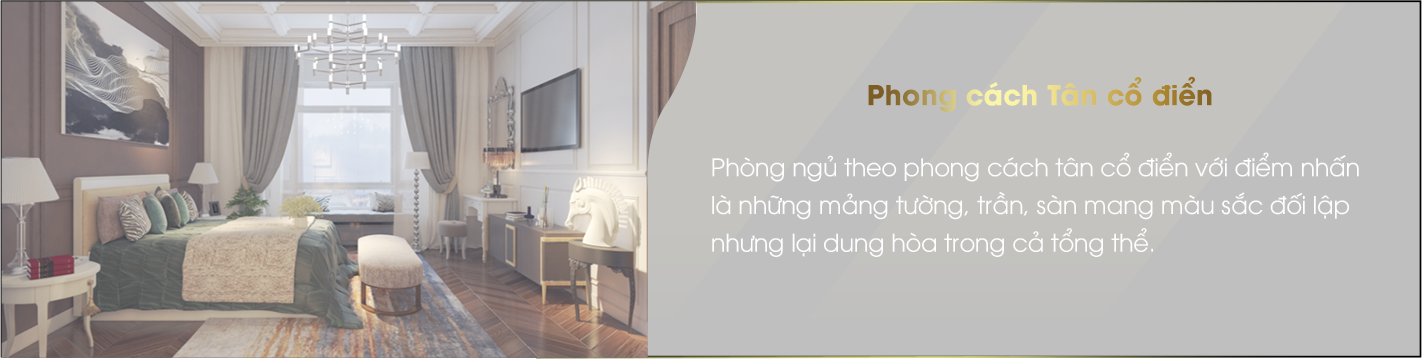 Phong cách Tân cổ điển
Phòng ngủ theo phong cách tân cổ điển với điểm nhấn
là những mảng tường, trần, sàn mang màu sắc đối lập
nhưng lại dung hòa trong cả tổng thể.